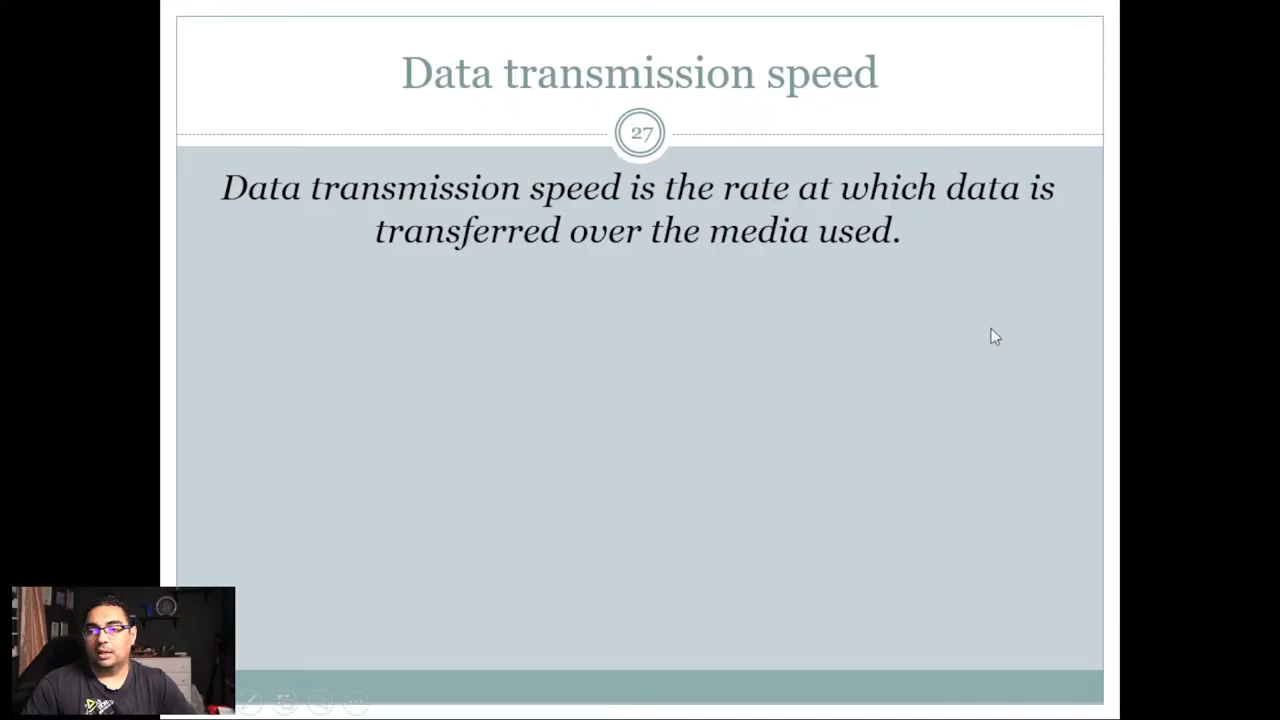 Data transmission speed
27
Data transmission speed is the rate at which data is
transferred over the media used.